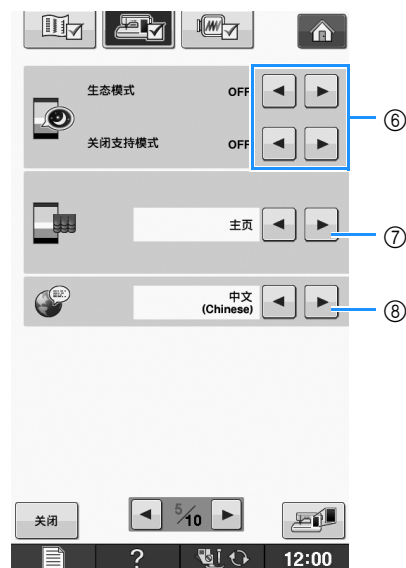 生态模式 OFF
⑥
关闭支持模式 OFF
主页
⑦
中文
(Chinese)
⑧
关闭
5/10
?
12:00